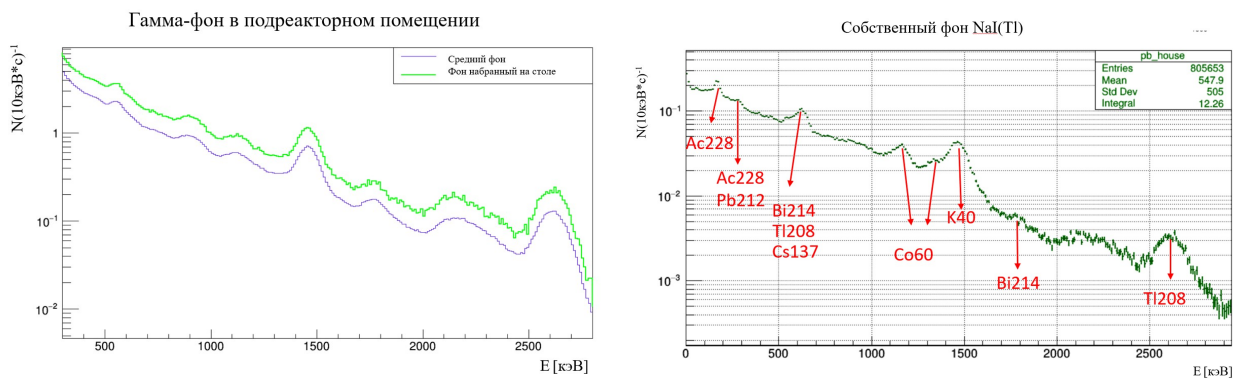 Гамма-фон в подреакторном помещении
N(10кэВ*с)-1
Средний фон
Фон набранный на столе
1
10-1
10-2
500
1000
1500
2000
2500
E [кэВ]
Собственный фон NaI(Tl)
N(10кэВ*с)-1
pb_house
Entries 805653
Mean 547.9
Std Dev 505
Integral 12.26
10-1
10-2
10-3
Ac228
Ac228
Pb212
Bi214
Tl208
Cs137
Co60
K40
Bi214
Tl208
0
500
1000
1500
2000
2500
E [кэВ]